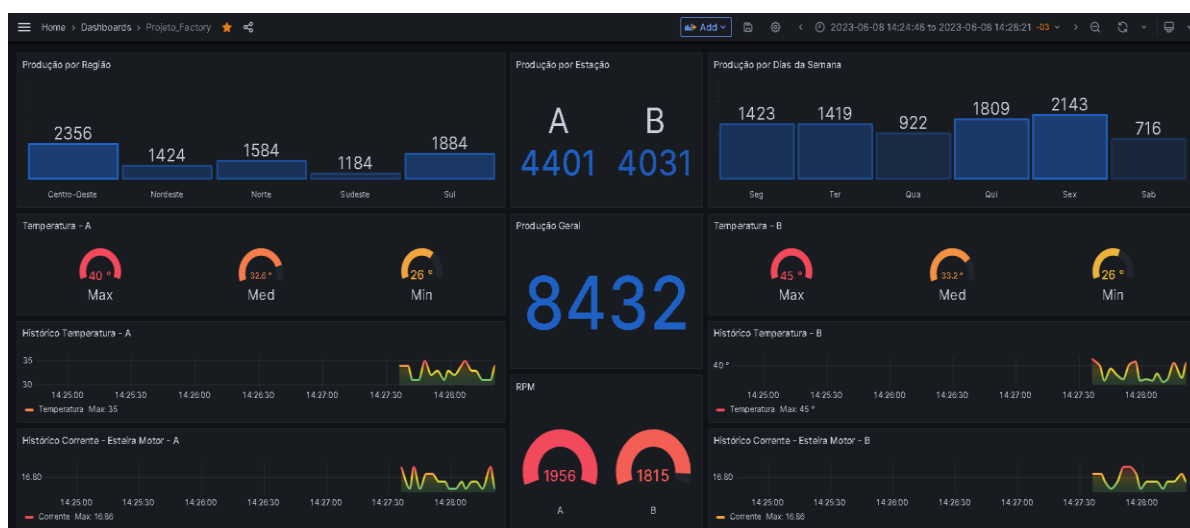 Home › Dashboards › Projeto_Factory
Add
2023-06-08 14:24:46 to 2023-06-08 14:28:21 -03
Produção por Região
2356
1424
1584
1184
1884
Centro-Oeste
Nordeste
Norte
Sudeste
Sul
Produção por Estação
A
B
4401
4031
Produção por Dias da Semana
1423
1419
922
1809
2143
716
Seg
Ter
Qua
Qui
Sex
Sab
Temperatura - A
40 °
32.6 °
26 °
Max
Med
Min
Produção Geral
8432
Temperatura - B
45 °
33.2 °
26 °
Max
Med
Min
Histórico Temperatura - A
35
30
14:25:00
14:25:30
14:26:00
14:26:30
14:27:00
14:27:30
14:28:00
Temperatura Max: 35
Histórico Temperatura - B
40 °
14:25:00
14:25:30
14:26:00
14:26:30
14:27:00
14:27:30
14:28:00
Temperatura Max: 45 °
RPM
1956
1815
A
B
Histórico Corrente - Esteira Motor - A
16.80
14:25:00
14:25:30
14:26:00
14:26:30
14:27:00
14:27:30
14:28:00
Corrente Max: 16.86
Histórico Corrente - Esteira Motor - B
16.80
14:25:00
14:25:30
14:26:00
14:26:30
14:27:00
14:27:30
14:28:00
Corrente Max: 16.86